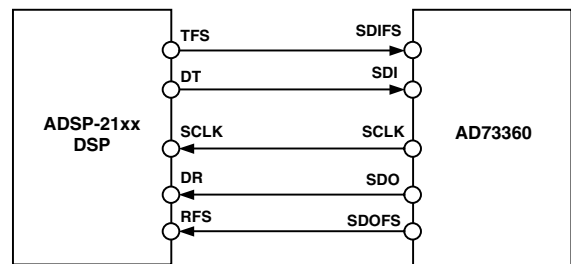 TFS SDIFS
DT SDI
ADSP-21xx
DSP
SCLK SCLK
AD73360
DR SDO
RFS SDOFS